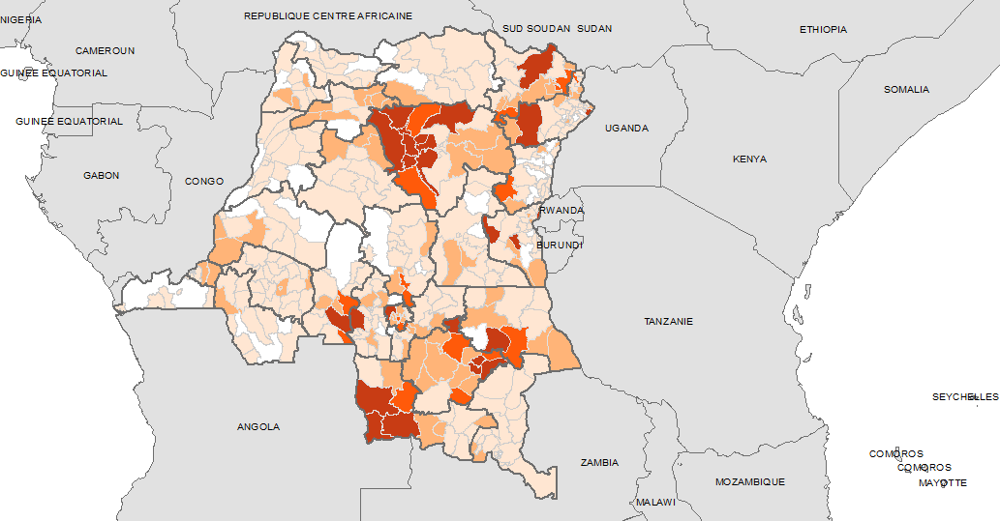 NIGERIA
REPUBLIQUE CENTRE AFRICAINE
SUD SOUDAN
SUDAN
ETHIOPIA
CAMEROUN
GUINEE EQUATORIAL
SOMALIA
GUINEE EQUATORIAL
UGANDA
KENYA
GABON
CONGO
RWANDA
BURUNDI
TANZANIE
SEYCHELLES
ANGOLA
COMOROS
ZAMBIA
COMOROS
MOZAMBIQUE
MAYOTTE
MALAWI